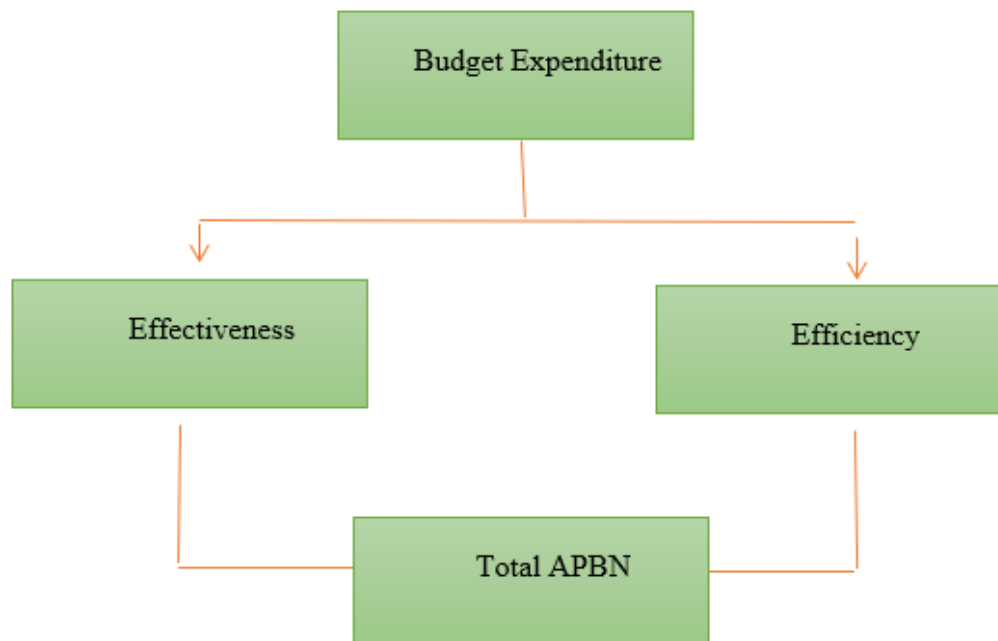 Budget Expenditure
Effectiveness
Efficiency
Total APBN